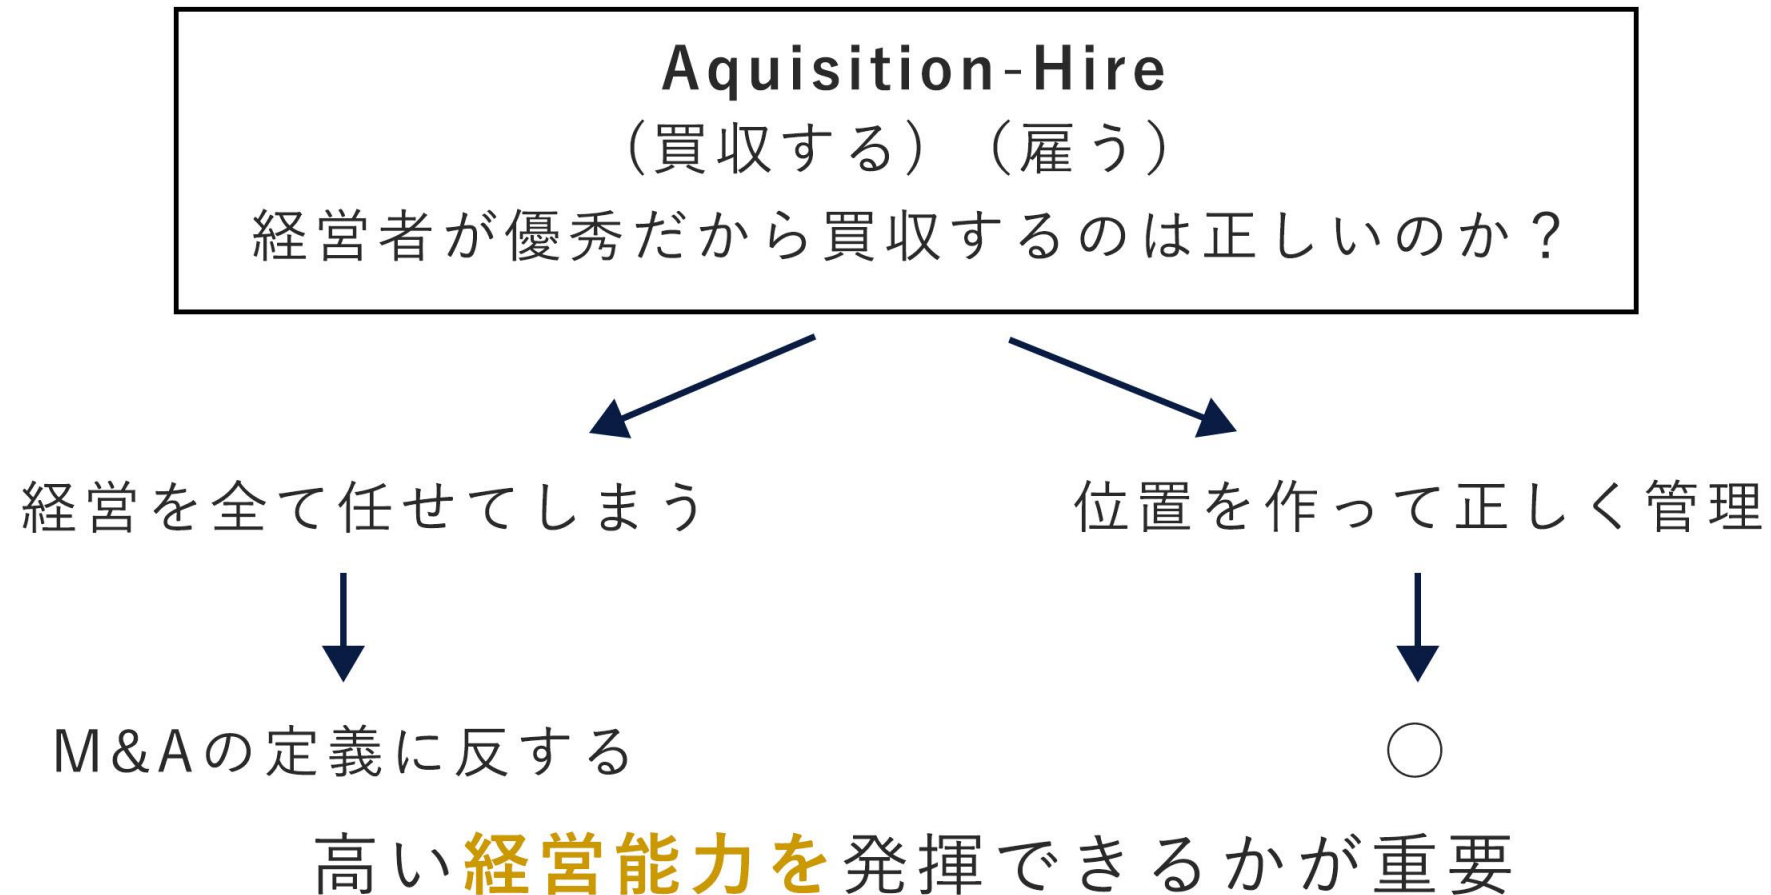 Aquisition-Hire
（買収する）（雇う）
経営者が優秀だから買収するのは正しいのか？
経営を全て任せてしまう
位置を作って正しく管理
M&Aの定義に反する
◯
高い経営能力を発揮できるかが重要